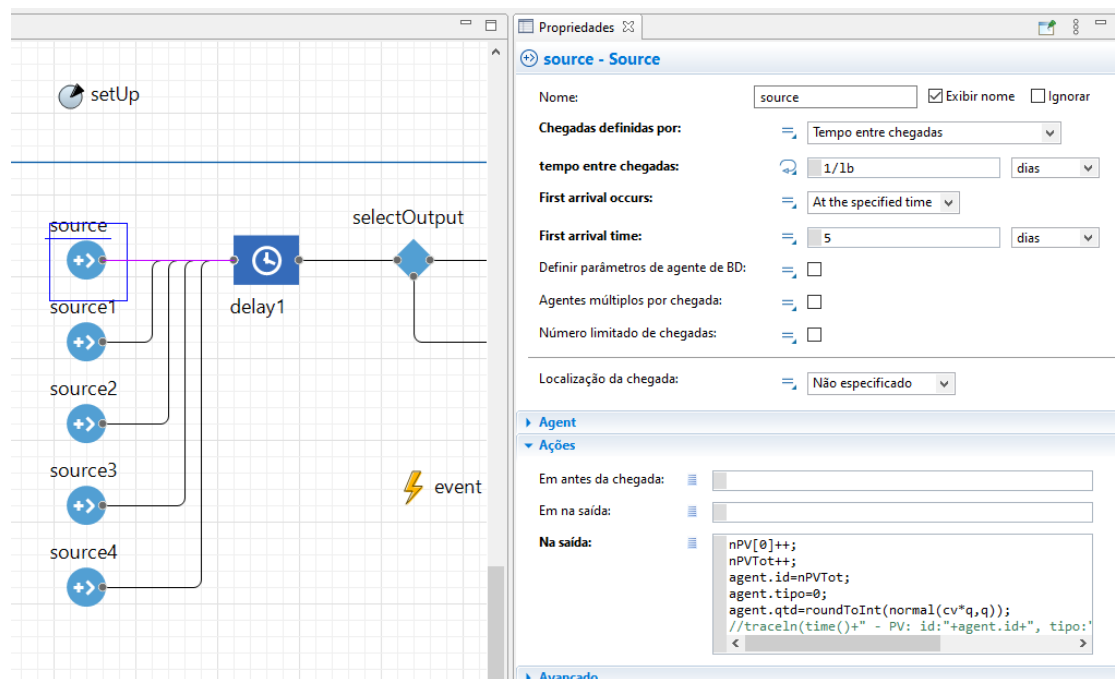 setUp
source
source1
source2
source3
source4
delay1
selectOutput
event
Propriedades
source - Source
Nome: source Exibir nome Ignorar
Chegadas definidas por: Tempo entre chegadas
tempo entre chegadas: 1/lb dias
First arrival occurs: At the specified time
First arrival time: 5 dias
Definir parâmetros de agente de BD:
Agentes múltiplos por chegada:
Número limitado de chegadas:
Localização da chegada: Não especificado
Agent
Ações
Em antes da chegada:
Em na saída:
Na saída:
nPV[0]++;
nPVTot++;
agent.id=nPVTot;
agent.tipo=0;
agent.qtd=roundToInt(normal(cv*q,q));
//traceln(time()+" - PV: id:"+agent.id+", tipo:"
Avançado